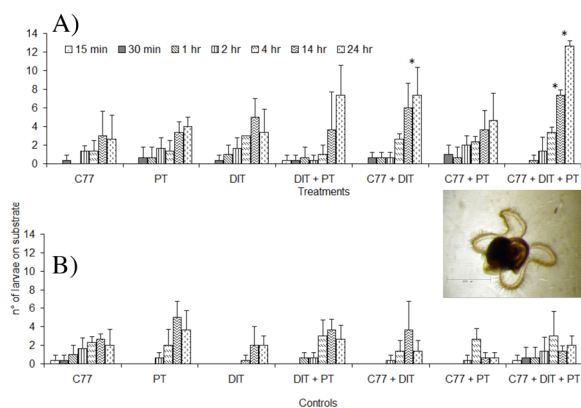 A)
15 min 30 min 1 hr 2 hr 4 hr 14 hr 24 hr
14
12
10
8
6
4
2
0
* * *
C77 PT DIT DIT + PT C77 + DIT C77 + PT C77 + DIT + PT
Treatments
n° of larvae on substrate
B)
14
12
10
8
6
4
2
0
C77 PT DIT DIT + PT C77 + DIT C77 + PT C77 + DIT + PT
Controls